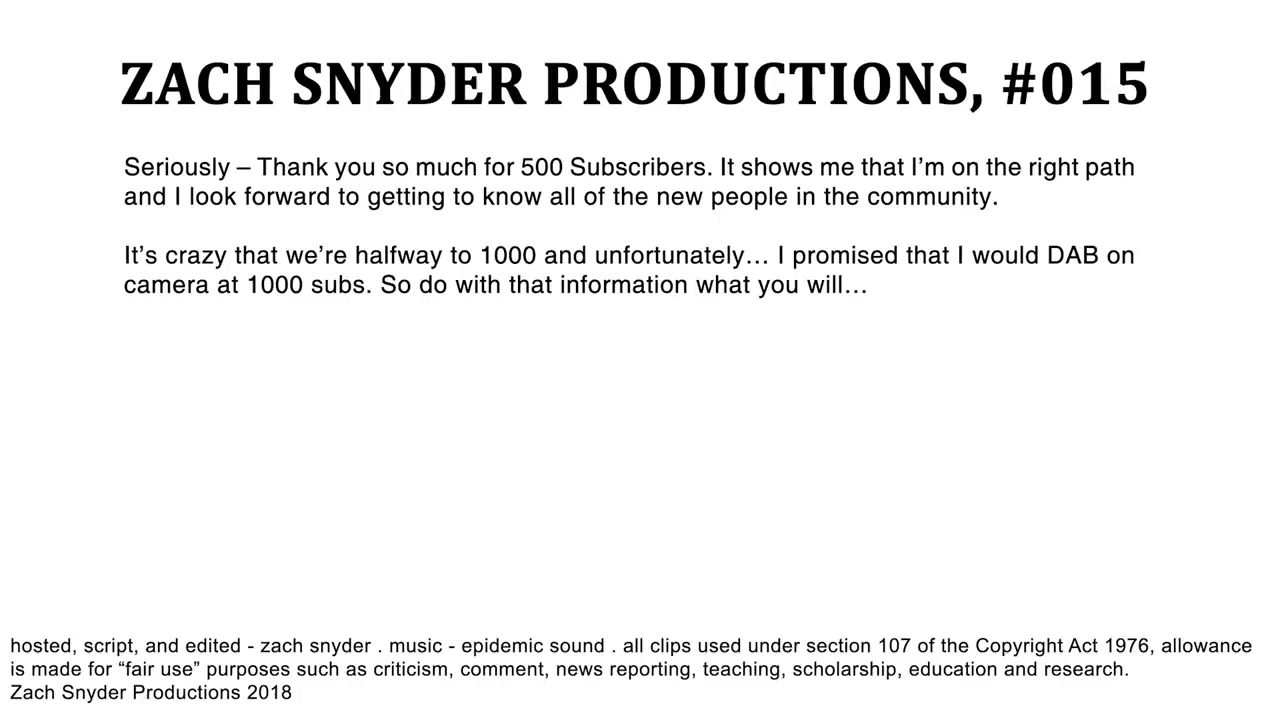 ZACH SNYDER PRODUCTIONS, #015
Seriously – Thank you so much for 500 Subscribers. It shows me that I’m on the right path
and I look forward to getting to know all of the new people in the community.
It’s crazy that we’re halfway to 1000 and unfortunately… I promised that I would DAB on
camera at 1000 subs. So do with that information what you will…
hosted, script, and edited - zach snyder . music - epidemic sound . all clips used under section 107 of the Copyright Act 1976, allowance
is made for “fair use” purposes such as criticism, comment, news reporting, teaching, scholarship, education and research.
Zach Snyder Productions 2018